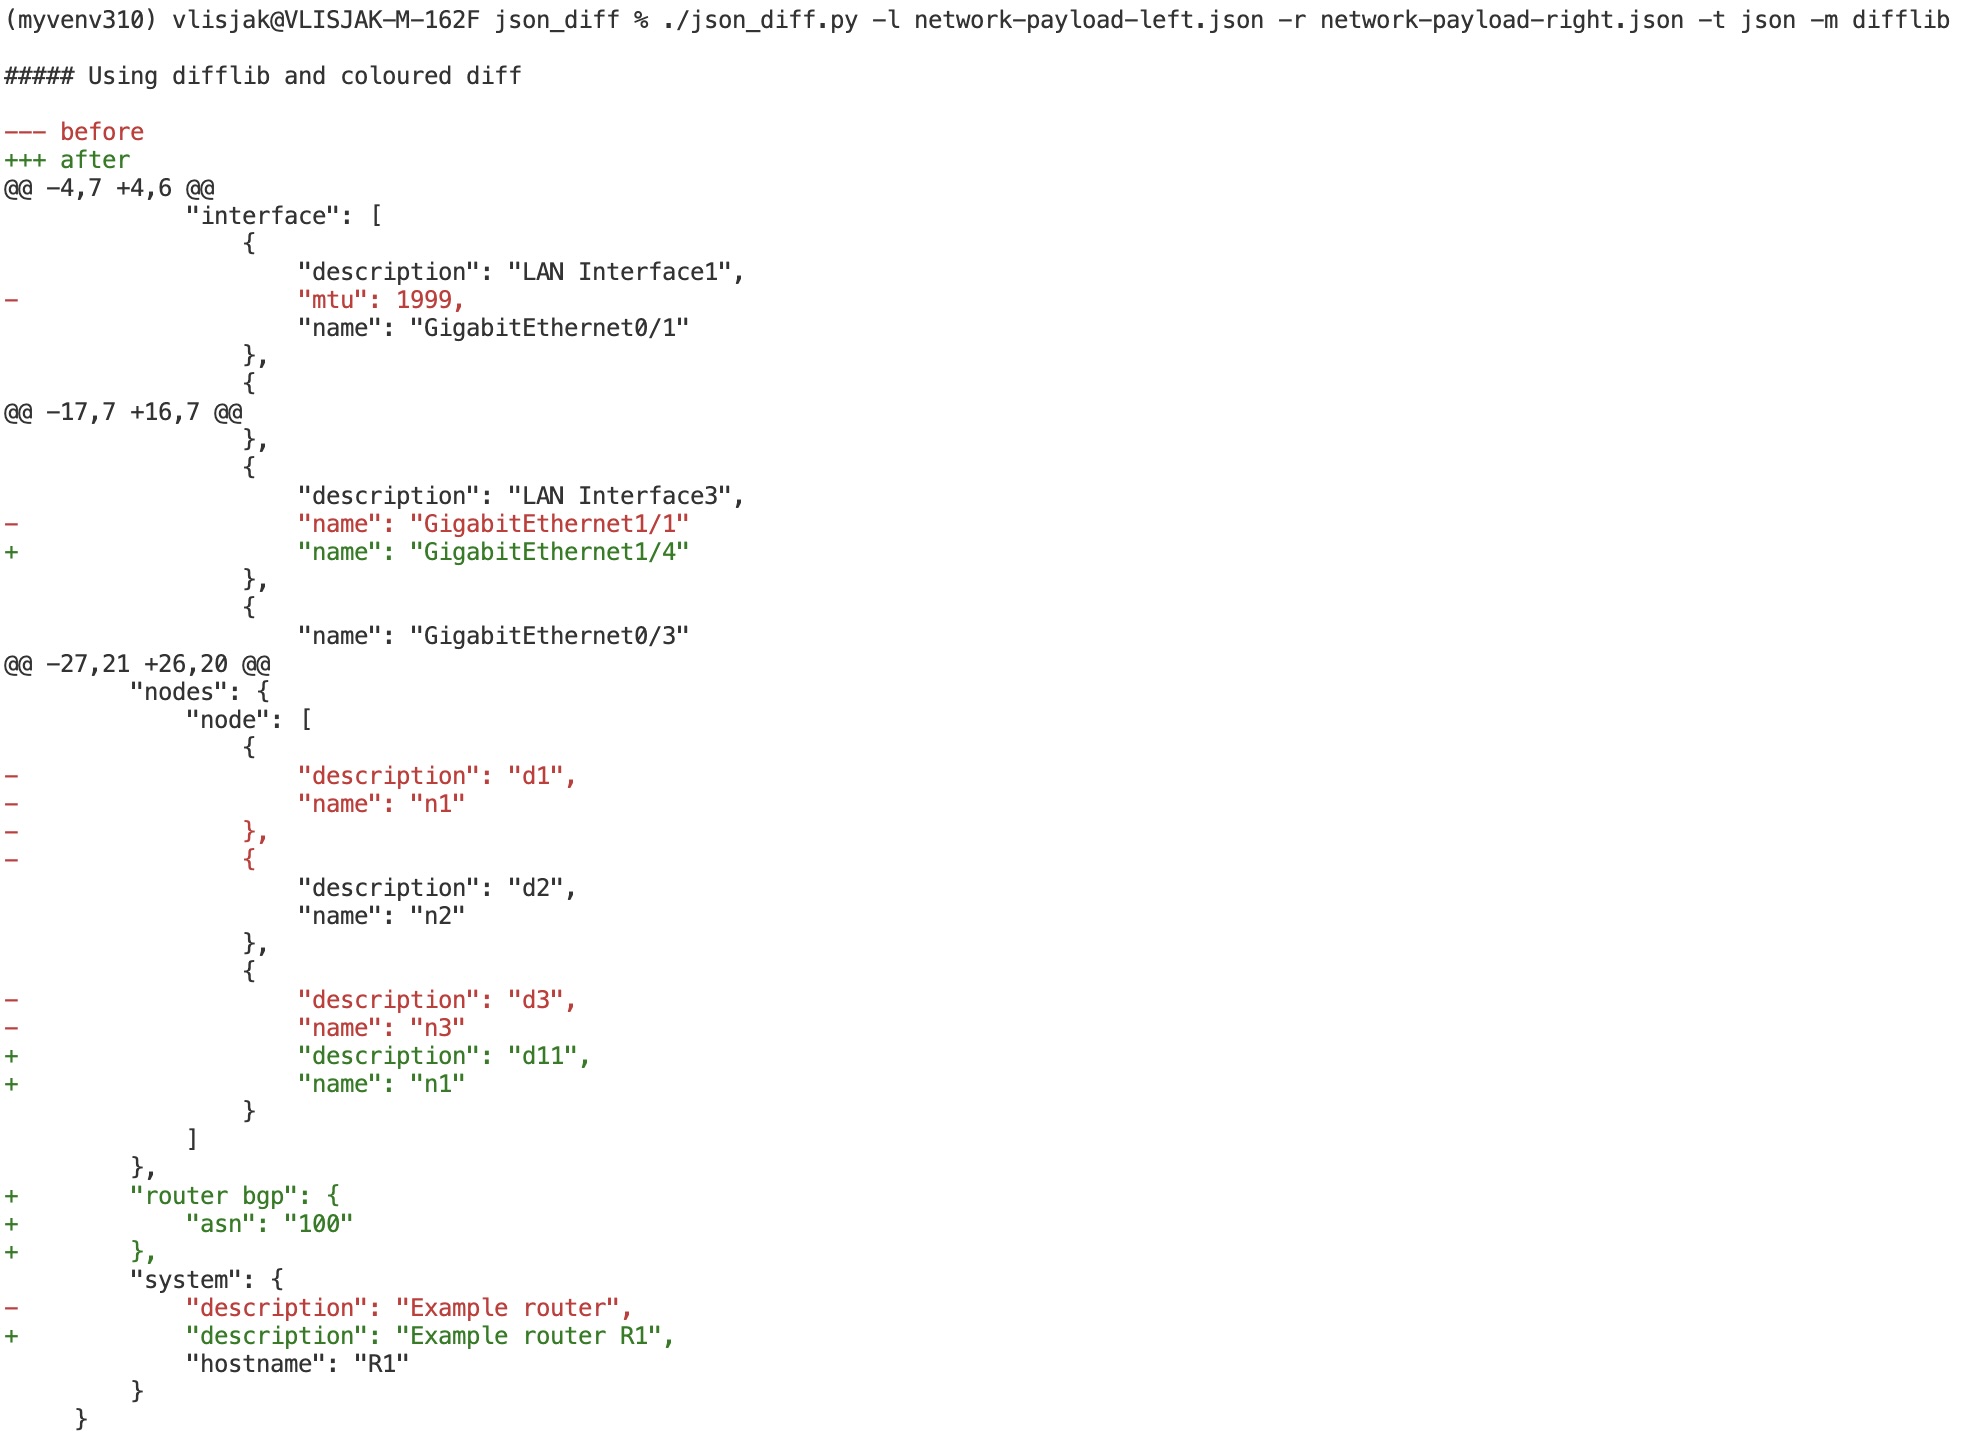 (myvenv310) vlisjak@VLISJAK-M-162F json_diff % ./json_diff.py -l network-payload-left.json -r network-payload-right.json -t json -m difflib

##### Using difflib and coloured diff

--- before
+++ after
@@ -4,7 +4,6 @@
             "interface": [
                 {
                     "description": "LAN Interface1",
-                    "mtu": 1999,
                     "name": "GigabitEthernet0/1"
                 },
                 {
@@ -17,7 +16,7 @@
                 },
                 {
                     "description": "LAN Interface3",
-                    "name": "GigabitEthernet1/1"
+                    "name": "GigabitEthernet1/4"
                 },
                 {
                     "name": "GigabitEthernet0/3"
@@ -27,21 +26,20 @@
         "nodes": {
             "node": [
                 {
-                    "description": "d1",
-                    "name": "n1"
-                },
-                {
                     "description": "d2",
                     "name": "n2"
                 },
                 {
-                    "description": "d3",
-                    "name": "n3"
+                    "description": "d11",
+                    "name": "n1"
                 }
             ]
         },
+        "router bgp": {
+            "asn": "100"
+        },
         "system": {
-            "description": "Example router",
+            "description": "Example router R1",
             "hostname": "R1"
         }
     }